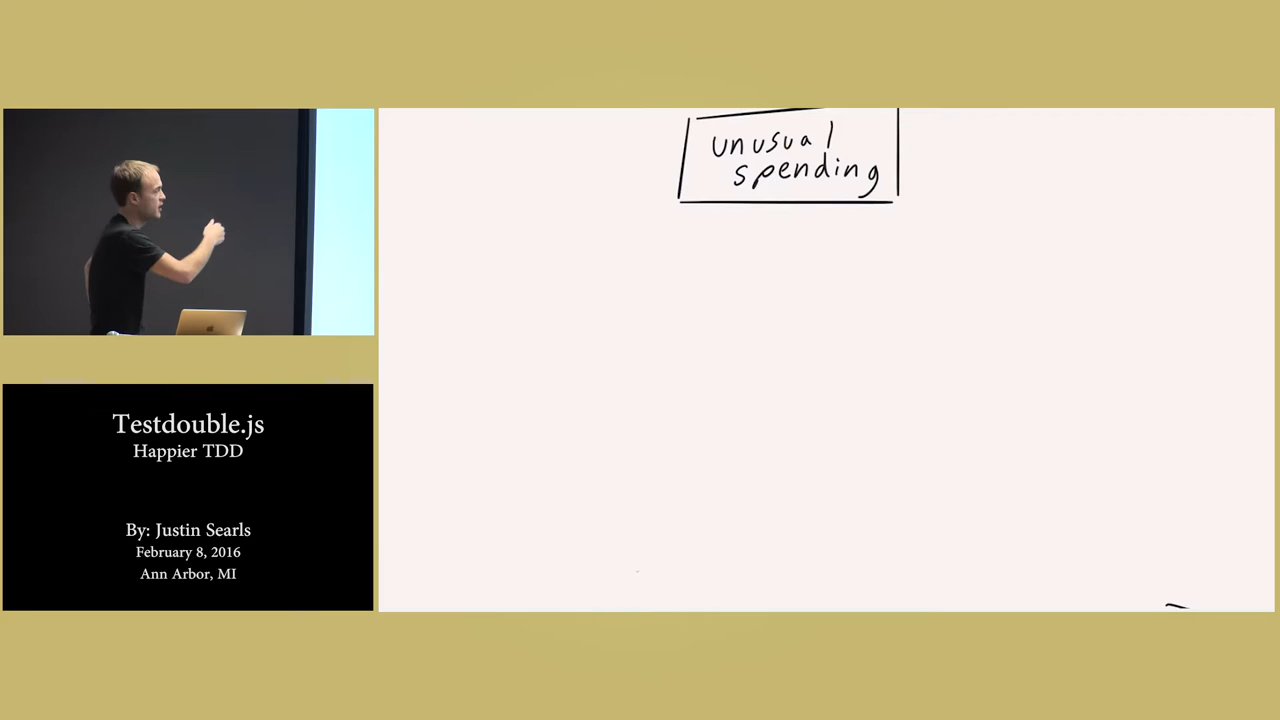 unusual
spending
Testdouble.js
Happier TDD
By: Justin Searls
February 8, 2016
Ann Arbor, MI